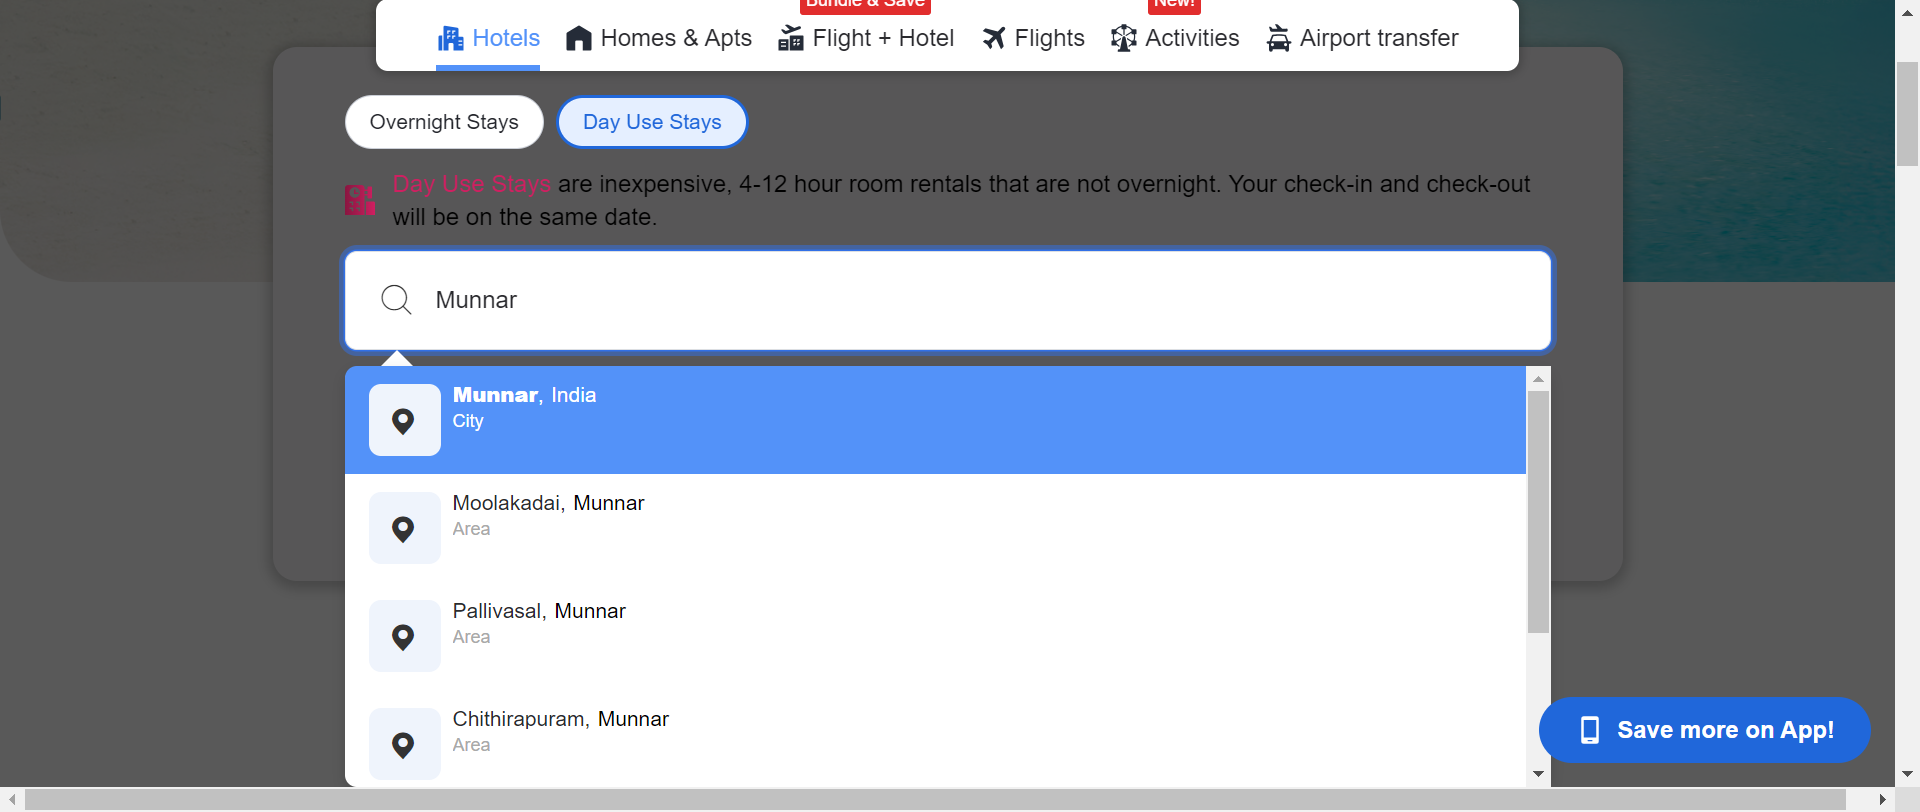 Bundle & Save
New!
Hotels
Homes & Apts
Flight + Hotel
Flights
Activities
Airport transfer
Overnight Stays
Day Use Stays
Day Use Stays are inexpensive, 4-12 hour room rentals that are not overnight. Your check-in and check-out
will be on the same date.
Munnar
Munnar, India
City
Moolakadai, Munnar
Area
Pallivasal, Munnar
Area
Chithirapuram, Munnar
Area
Save more on App!